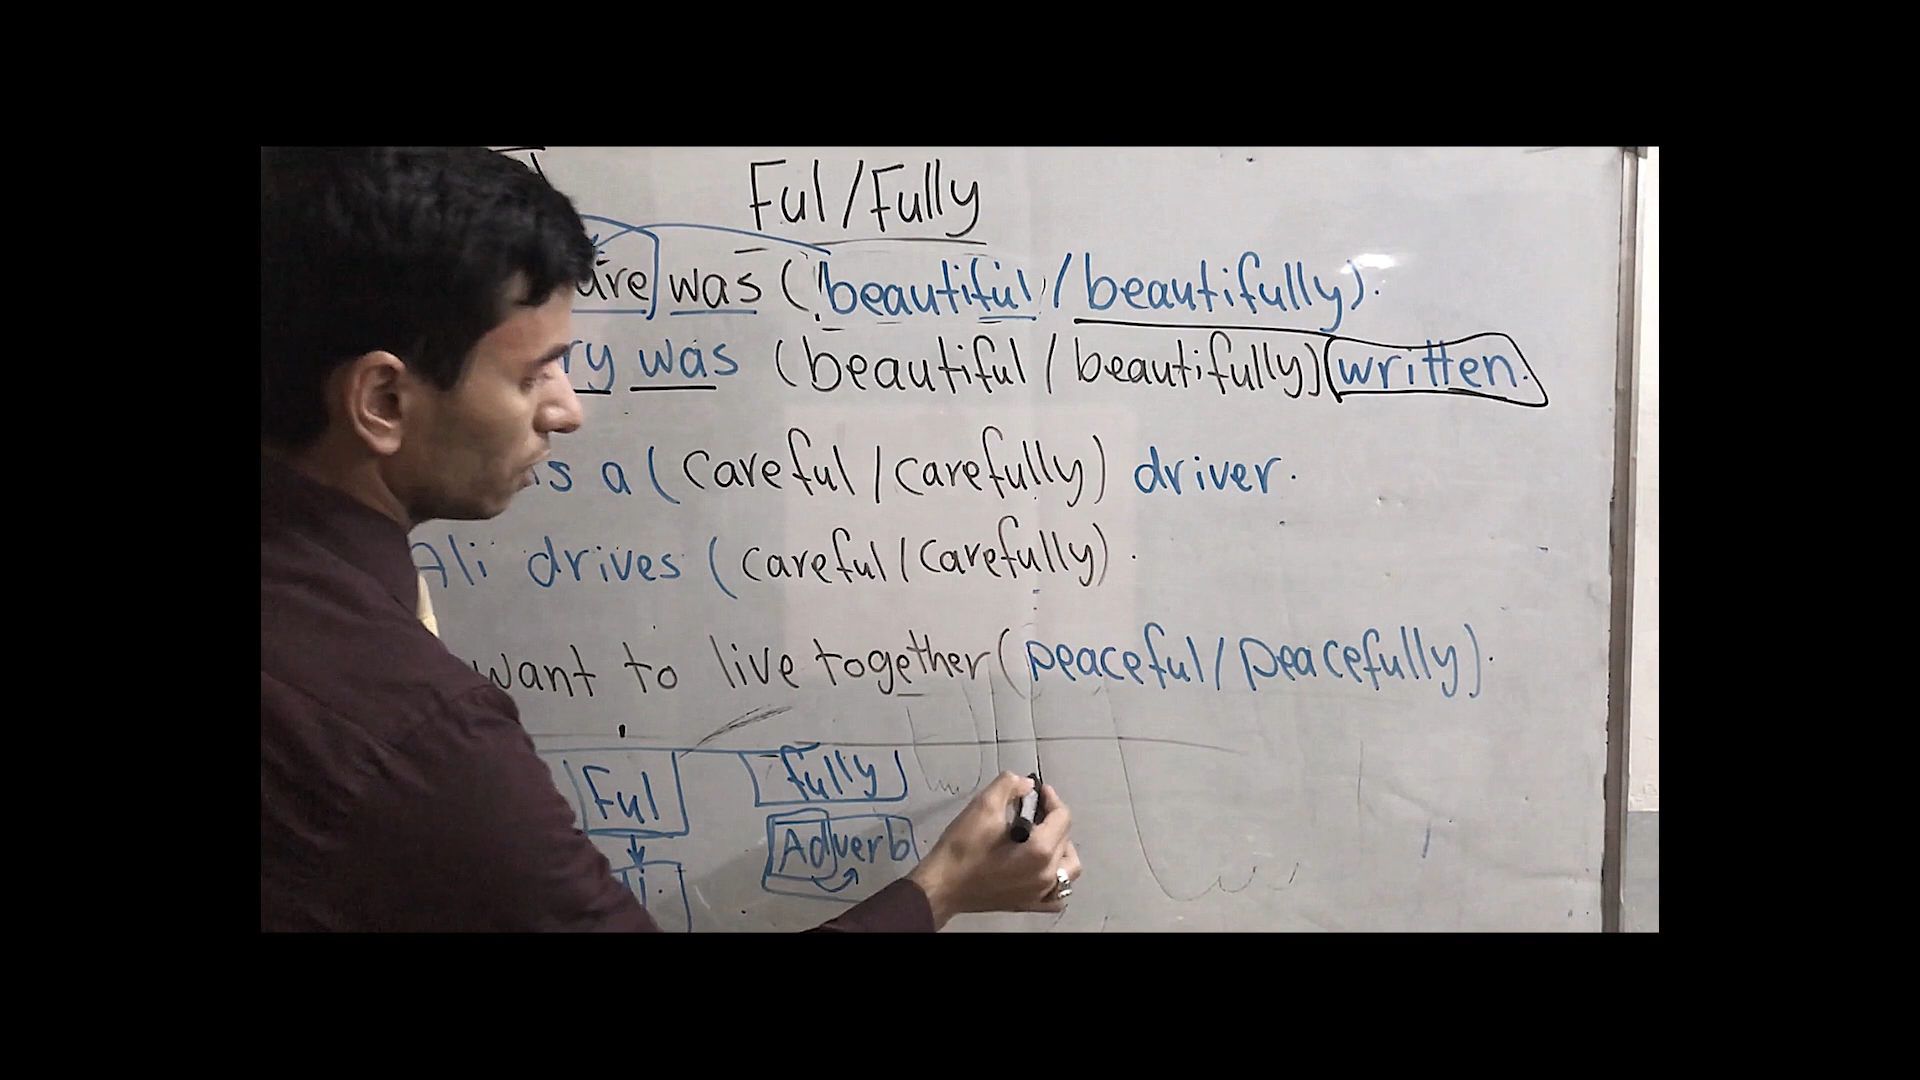 Ful/Fully
was (beautiful/beautifully).
was (beautiful/beautifully) written.
is a (careful/carefully) driver.
Ali drives (careful/carefully).
want to live together (peaceful/peacefully).
Ful Fully
Adverb